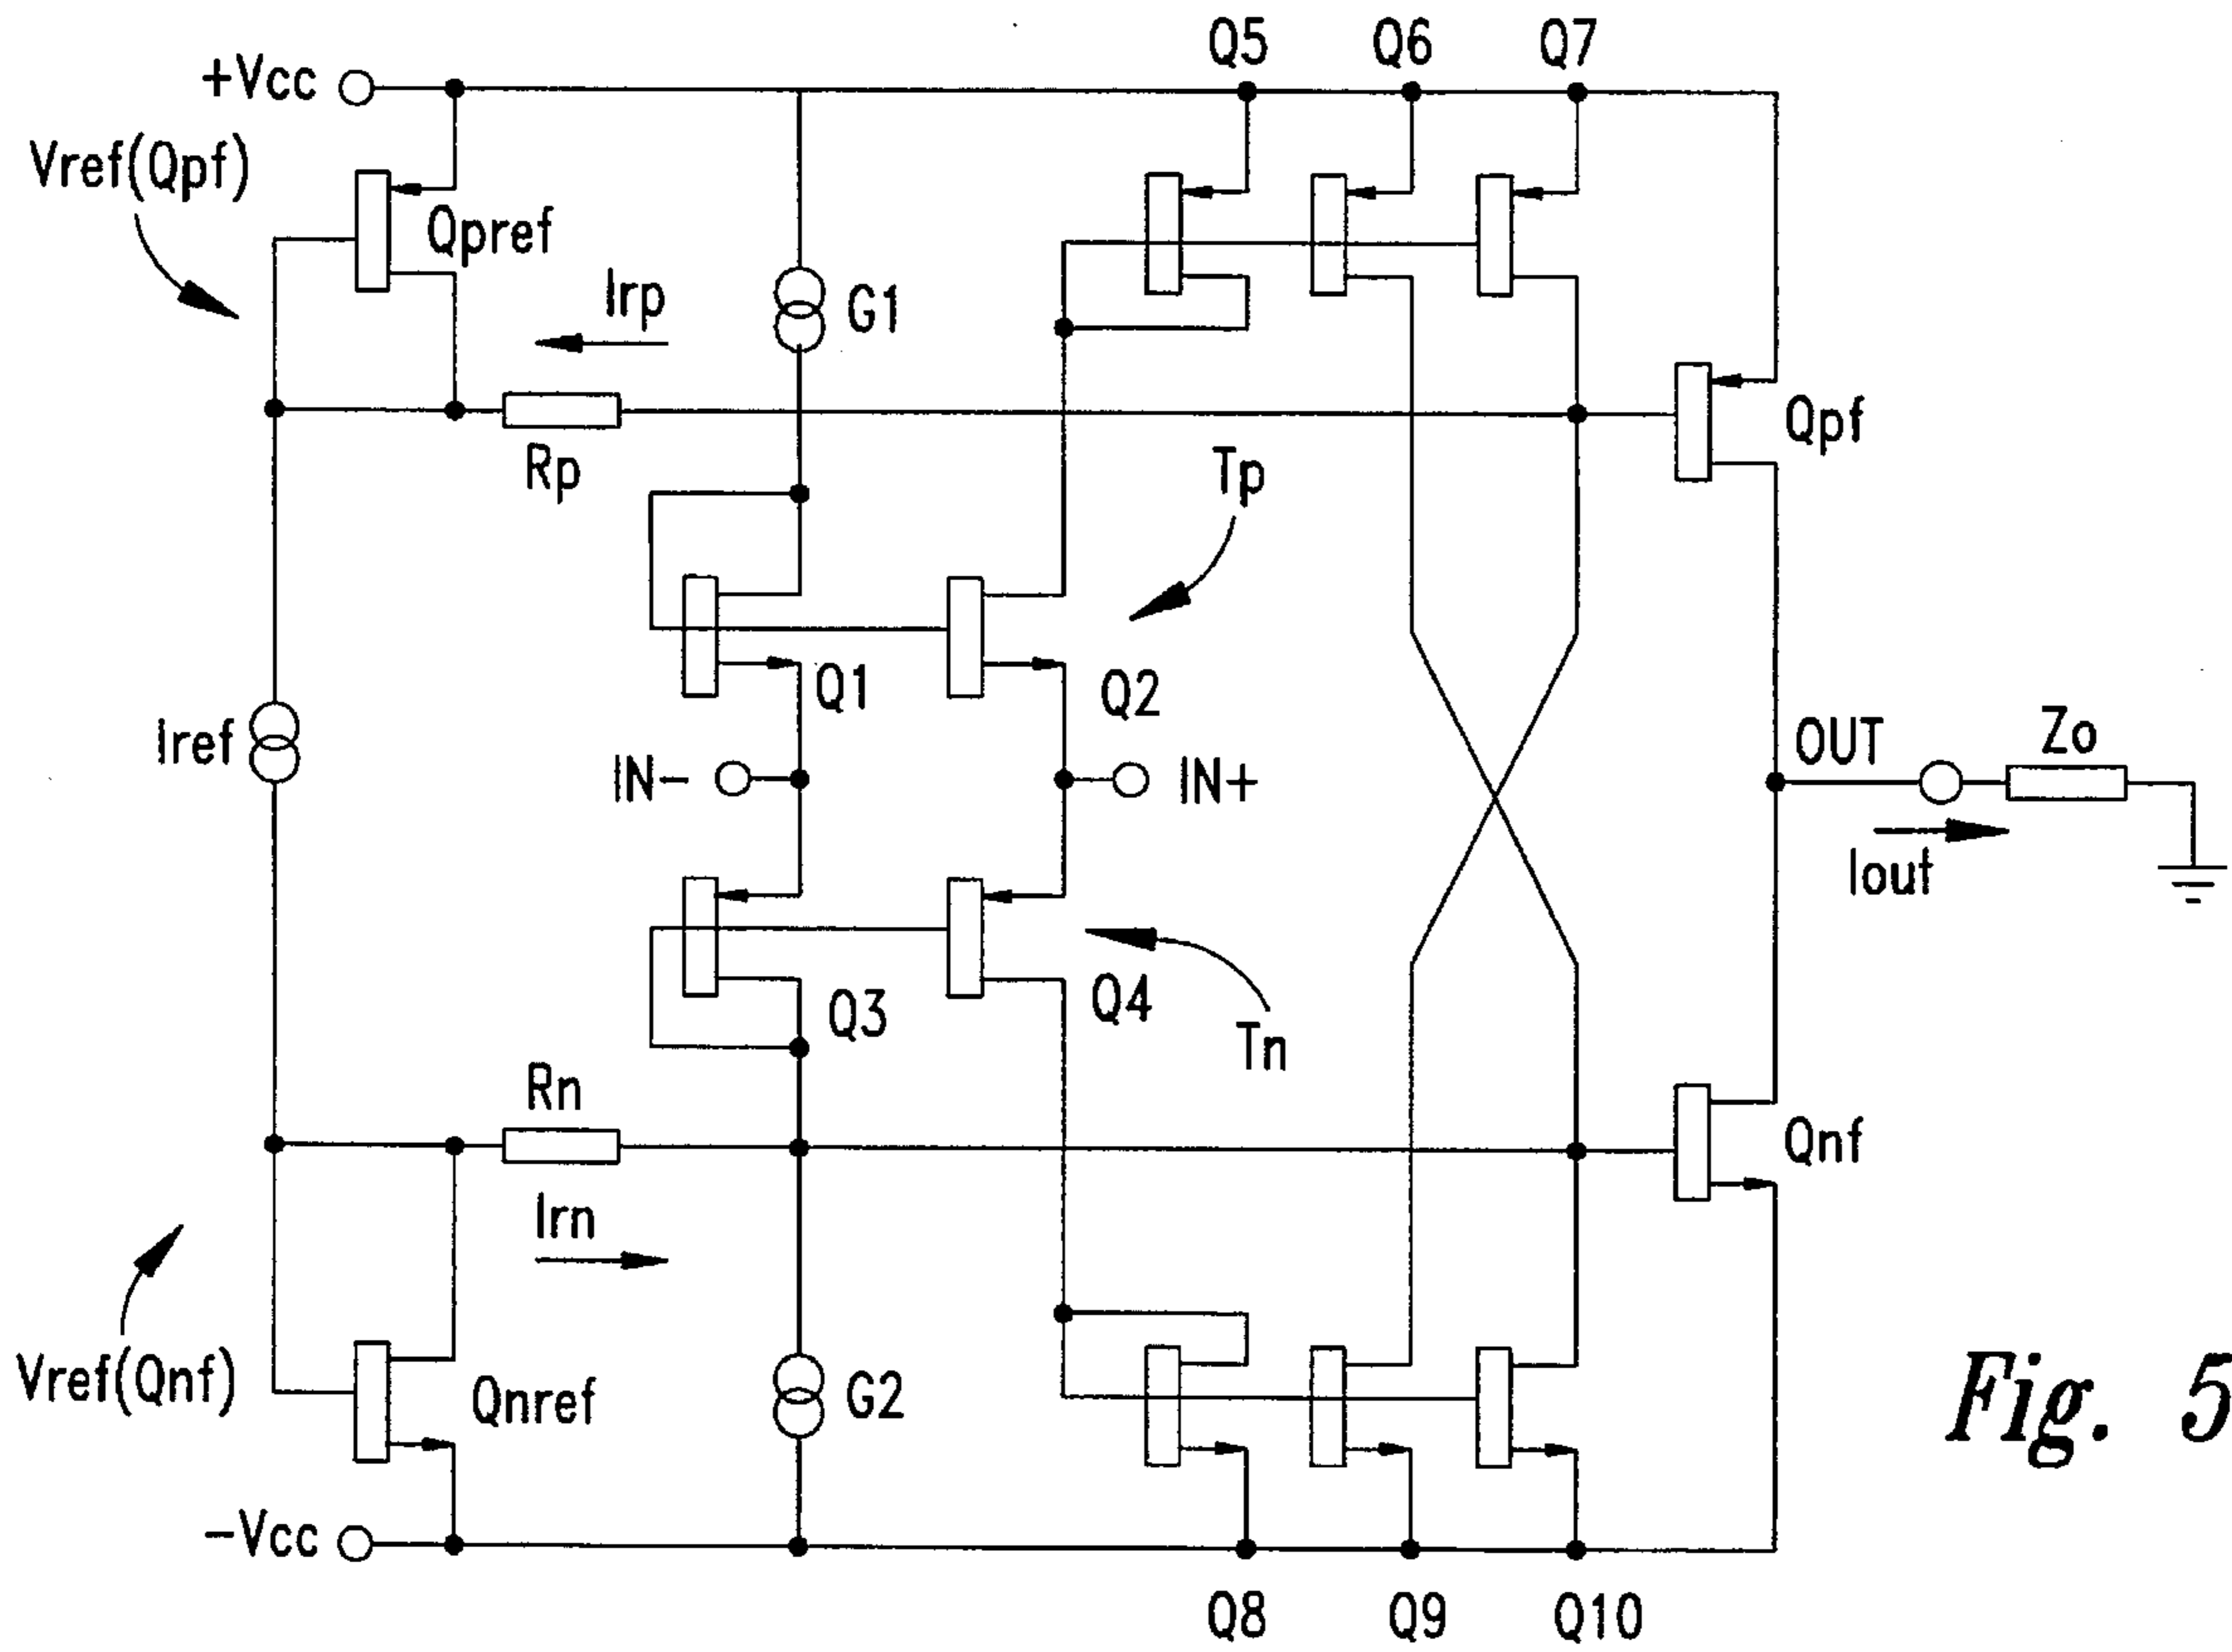 Q5 Q6 Q7
+Vcc
Vref(Qpf)
Qpref
Irp
G1
Qpf
Rp
Tp
Q1
Q2
Iref
IN-
IN+
OUT
Zo
Iout
Q3
Q4
Tn
Rn
Qnf
Irn
Vref(Qnf)
Qnref
G2
-Vcc
Q8 Q9 Q10
Fig. 5